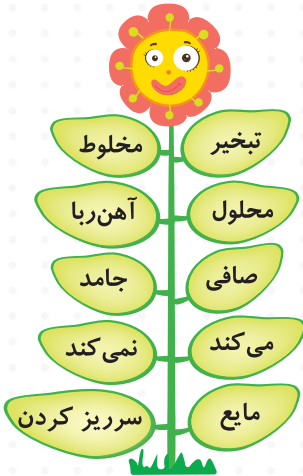 تبخیر
مخلوط
محلول
آهن‌ربا
صافی
جامد
می‌کند
نمی‌کند
مایع
سرریز کردن